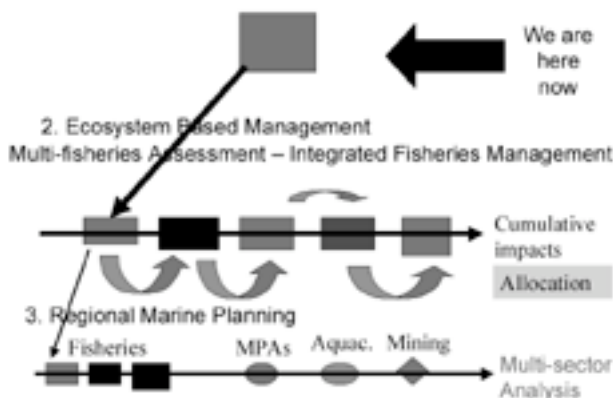 We are
here
now
2. Ecosystem Based Management
Multi-fisheries Assessment – Integrated Fisheries Management
Cumulative
impacts
Allocation
3. Regional Marine Planning
Fisheries MPAs Aquac. Mining
Multi-sector
Analysis